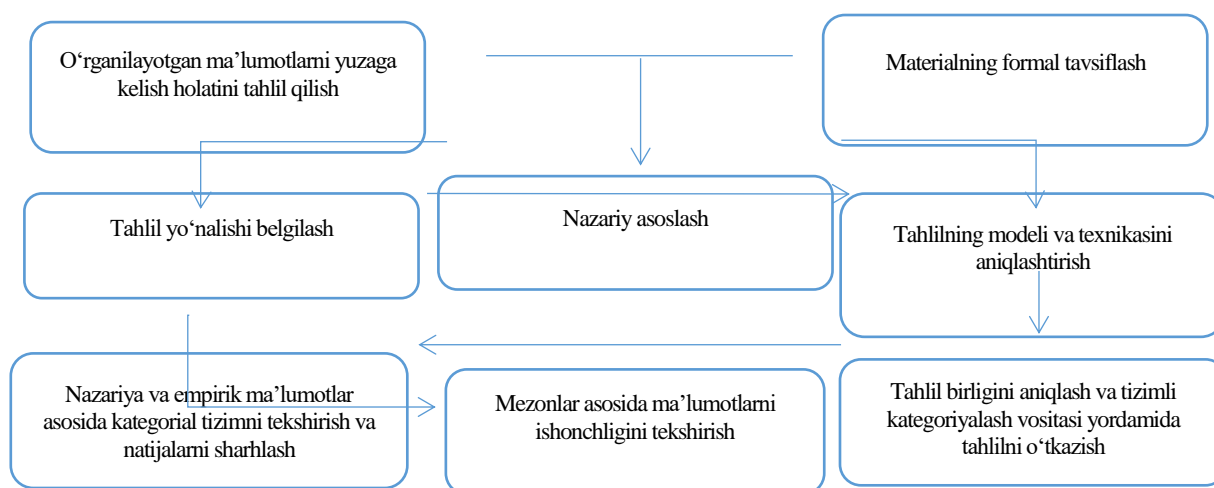 O‘rganilayotgan ma’lumotlarni yuzaga
kelish holatini tahlil qilish
Materialning formal tavsiflash
Tahlil yo‘nalishi belgilash
Nazariy asoslash
Tahlilning modeli va texnikasini
aniqlashtirish
Nazariya va empirik ma’lumotlar
asosida kategorial tizimni tekshirish va
natijalarni sharhlash
Mezonlar asosida ma’lumotlarni
ishonchligini tekshirish
Tahlil birligini aniqlash va tizimli
kategoriyalash vositasi yordamida
tahlilni o‘tkazish